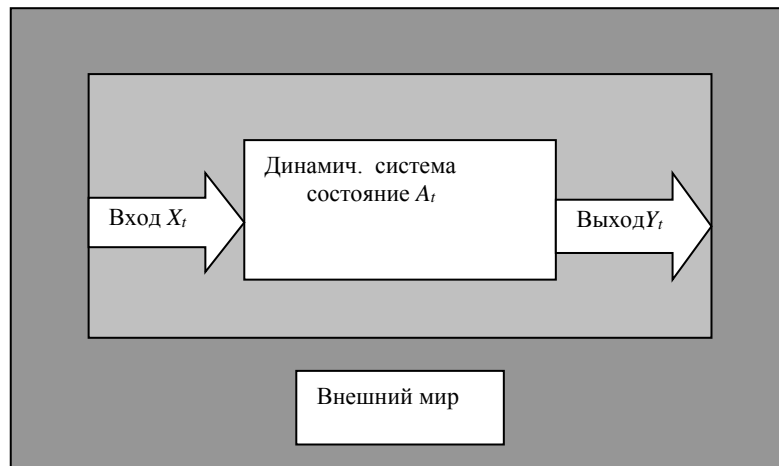 Динамич. система
состояние Aₜ
Вход Xₜ
ВыходYₜ
Внешний мир